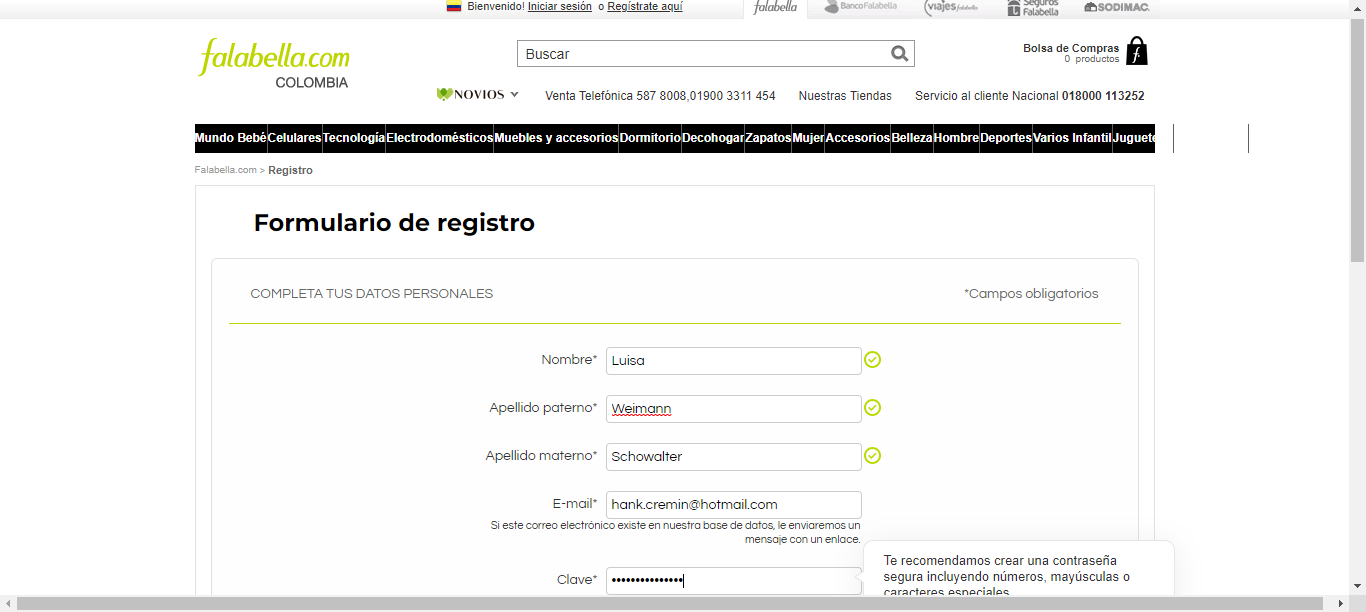 Bienvenido! Iniciar sesión o Regístrate aquí
falabella BancoFalabella viajes falabella Seguros Falabella SODIMAC.
falabella.com
COLOMBIA
Buscar
Bolsa de Compras
0 productos
NOVIOS
Venta Telefónica 587 8008,01900 3311 454
Nuestras Tiendas
Servicio al cliente Nacional 018000 113252
Mundo Bebé Celulares Tecnología Electrodomésticos Muebles y accesorios Dormitorio Decohogar Zapatos Mujer Accesorios Belleza Hombre Deportes Varios Infantil Juguete
Falabella.com > Registro
Formulario de registro
COMPLETA TUS DATOS PERSONALES
*Campos obligatorios
Nombre* Luisa
Apellido paterno* Weimann
Apellido materno* Schowalter
E-mail* hank.cremin@hotmail.com
Si este correo electrónico existe en nuestra base de datos, le enviaremos un
mensaje con un enlace.
Clave* •••••••••••••••
Te recomendamos crear una contraseña
segura incluyendo números, mayúsculas o
caracteres especiales